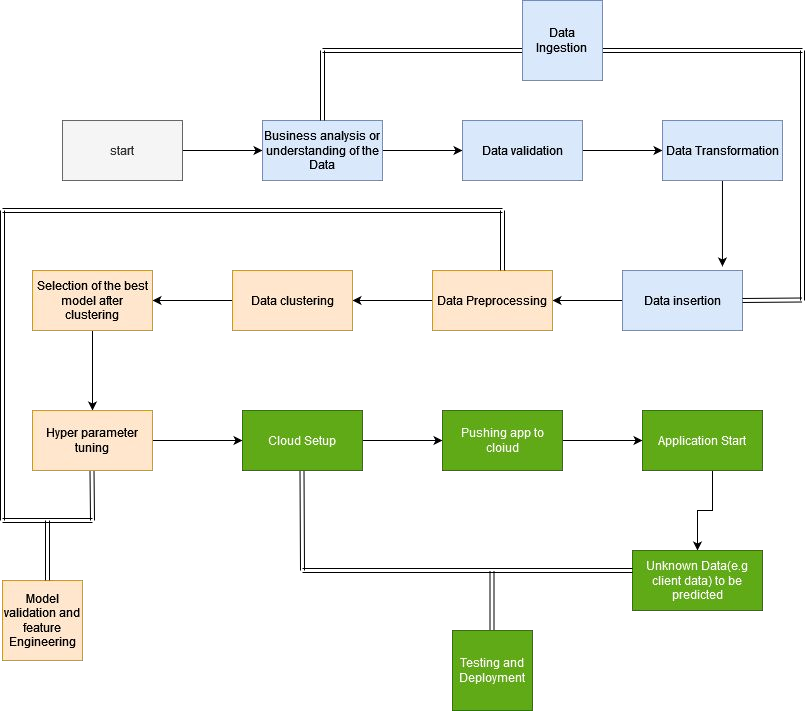 Data
Ingestion
start
Business analysis or
understanding of the
Data
Data validation
Data Transformation
Selection of the best
model after
clustering
Data clustering
Data Preprocessing
Data insertion
Hyper parameter
tuning
Cloud Setup
Pushing app to
cloiud
Application Start
Unknown Data(e.g
client data) to be
predicted
Model
validation and
feature
Engineering
Testing and
Deployment